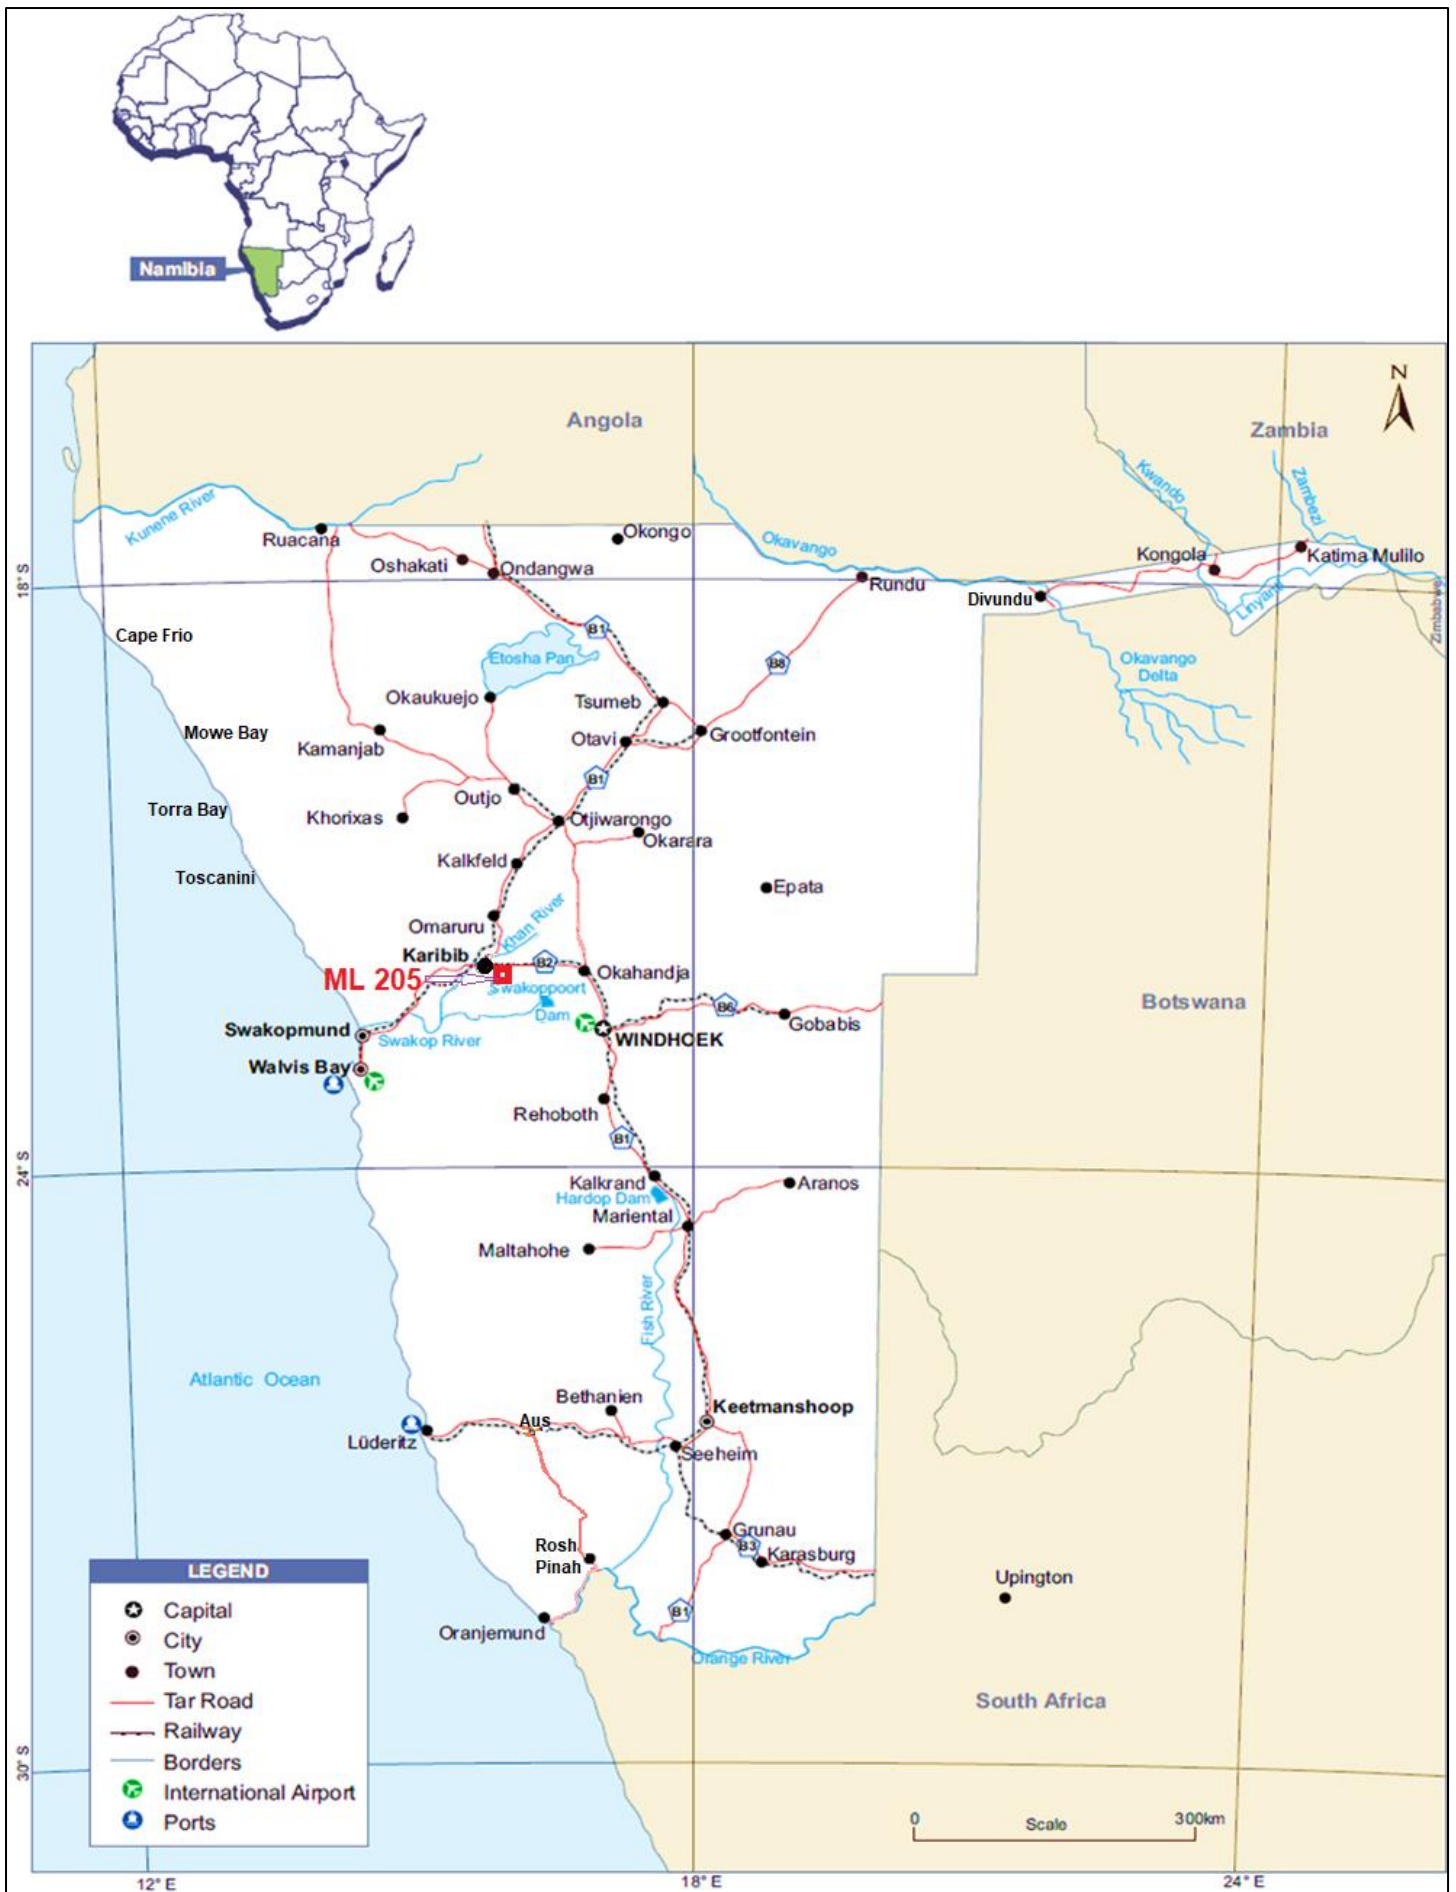 Namibia
N
Angola
Zambia
Kwando
Zambezi
Kunene River
Ruacana
Okongo
Okavango
Kongola
Katima Mulilo
Oshakati
Ondangwa
18° S
Rundu
Divundu
Linyand
Zimbabwe
Cape Frio
B1
Etosha Pan
B8
Okavango
Delta
Okaukuejo
Tsumeb
Mowe Bay
Kamanjab
Otavi
Grootfontein
B1
Outjo
Torra Bay
Khorixas
Otjiwarongo
Okarara
Kalkfeld
Toscanini
Epata
Omaruru
Khan River
Karibib
B2
Okahandja
ML 205
Swakoppoort
Dam
B6
Gobabis
Botswana
Swakopmund
Swakop River
WINDHOEK
Walvis Bay
Rehoboth
B1
24° S
Kalkrand
Aranos
Hardop Dam
Mariental
Maltahohe
Fish River
Atlantic Ocean
Bethanien
Keetmanshoop
Aus
Lüderitz
Seeheim
Grunau
B3
Karasburg
Rosh
Pinah
Upington
B1
Oranjemund
Orange River
South Africa
LEGEND
Capital
City
Town
Tar Road
Railway
Borders
International Airport
Ports
30° S
0
Scale
300km
12° E
18° E
24° E